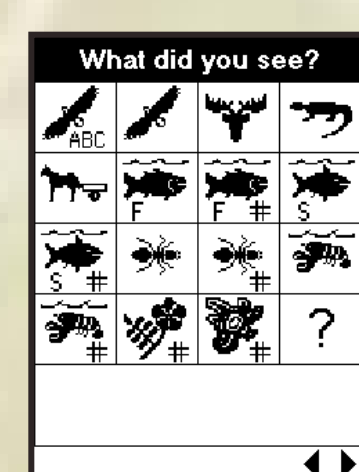 What did you see?
ABC
F F # S
S # #
# # # ?